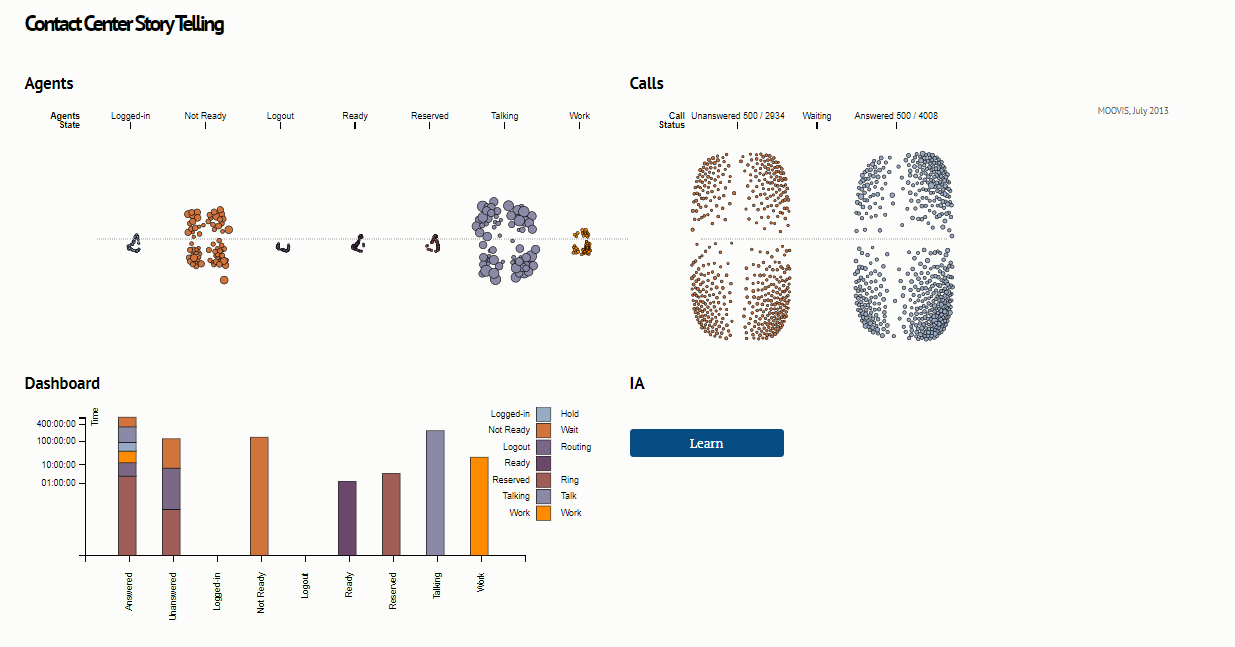 Contact Center Story Telling
Agents
Calls
MOOVIS, July 2013
Agents State
Logged-in Not Ready Logout Ready Reserved Talking Work
Call Status
Unanswered 500 / 2934 Waiting Answered 500 / 4008
Dashboard
IA
Time
400:00:00
100:00:00
10:00:00
01:00:00
Logged-in Hold
Not Ready Wait
Logout Routing
Ready
Reserved Ring
Talking Talk
Work Work
Learn
Answered
Unanswered
Logged-in
Not Ready
Logout
Ready
Reserved
Talking
Work